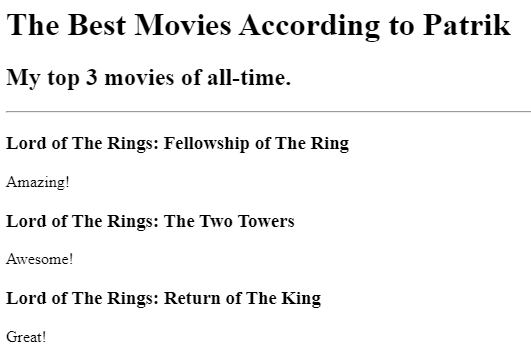 The Best Movies According to Patrik
My top 3 movies of all-time.
Lord of The Rings: Fellowship of The Ring
Amazing!
Lord of The Rings: The Two Towers
Awesome!
Lord of The Rings: Return of The King
Great!